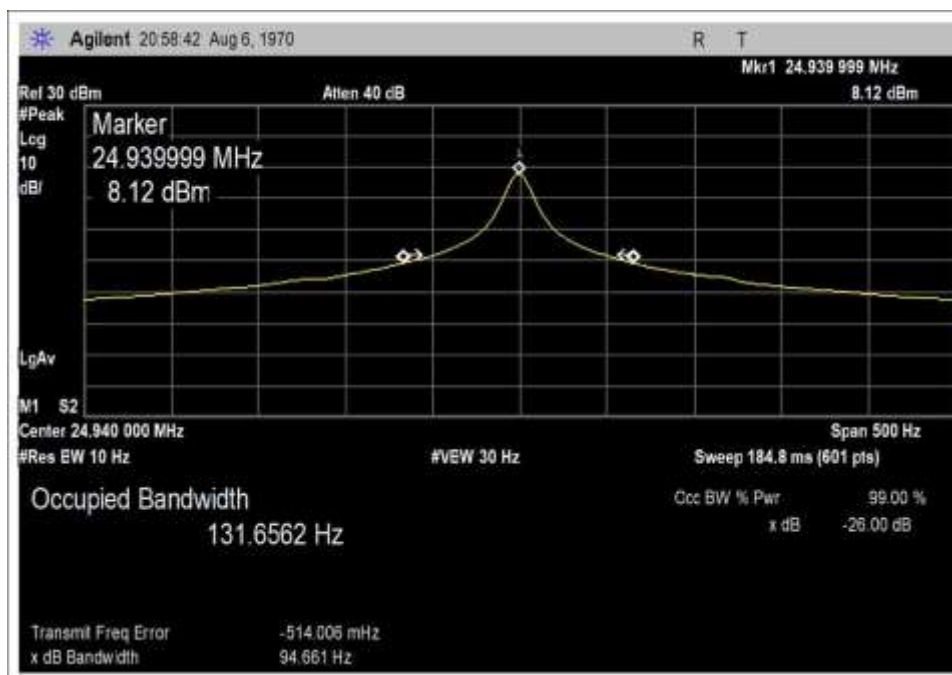 Agilent 20:58:42 Aug 6, 1970 R T
Mkr1 24.939 999 MHz
Ref 30 dBm Atten 40 dB 8.12 dBm
#Peak
Log
10
dB/
Marker
24.939999 MHz
8.12 dBm
1
LgAv
M1 S2
Center 24.940 000 MHz Span 500 Hz
#Res BW 10 Hz #VBW 30 Hz Sweep 184.8 ms (601 pts)
Occupied Bandwidth
131.6562 Hz
Occ BW % Pwr 99.00 %
x dB -26.00 dB
Transmit Freq Error -514.006 mHz
x dB Bandwidth 94.661 Hz